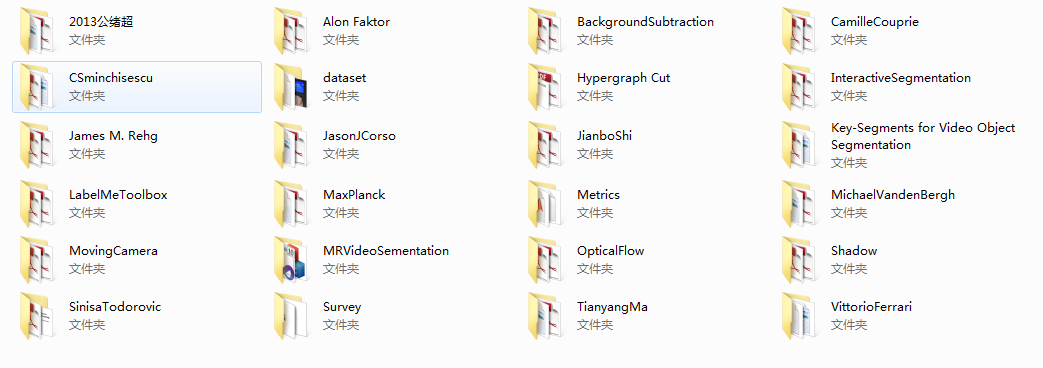 2013公绪超
文件夹
Alon Faktor
文件夹
BackgroundSubtraction
文件夹
CamilleCouprie
文件夹
CSminchisescu
文件夹
dataset
文件夹
Hypergraph Cut
文件夹
InteractiveSegmentation
文件夹
James M. Rehg
文件夹
JasonJCorso
文件夹
JianboShi
文件夹
Key-Segments for Video Object
Segmentation
文件夹
LabelMeToolbox
文件夹
MaxPlanck
文件夹
Metrics
文件夹
MichaelVandenBergh
文件夹
MovingCamera
文件夹
MRVideoSementation
文件夹
OpticalFlow
文件夹
Shadow
文件夹
SinisaTodorovic
文件夹
Survey
文件夹
TianyangMa
文件夹
VittorioFerrari
文件夹